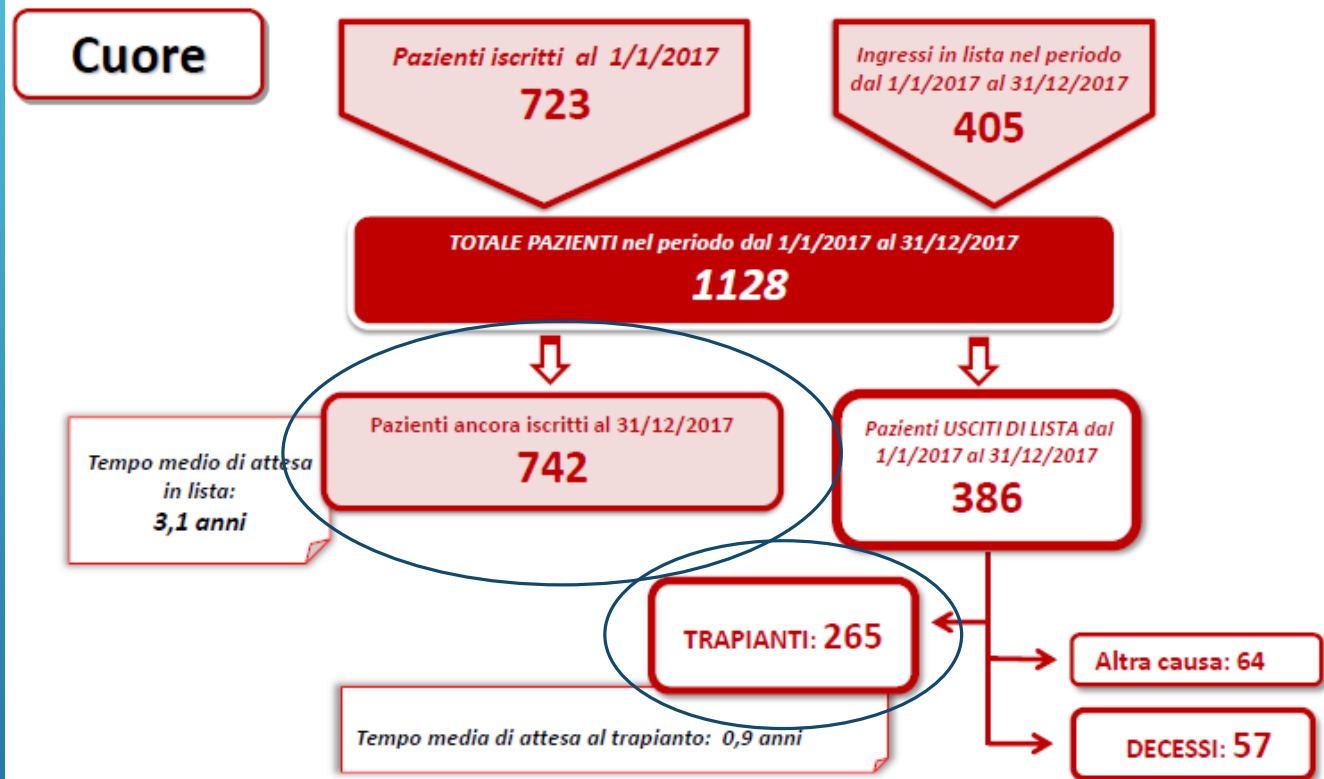 Cuore
Pazienti iscritti al 1/1/2017
723
Ingressi in lista nel periodo
dal 1/1/2017 al 31/12/2017
405
TOTALE PAZIENTI nel periodo dal 1/1/2017 al 31/12/2017
1128
Pazienti ancora iscritti al 31/12/2017
742
Tempo medio di attesa
in lista:
3,1 anni
Pazienti USCITI DI LISTA dal
1/1/2017 al 31/12/2017
386
TRAPIANTI: 265
Altra causa: 64
Tempo media di attesa al trapianto: 0,9 anni
DECESSI: 57